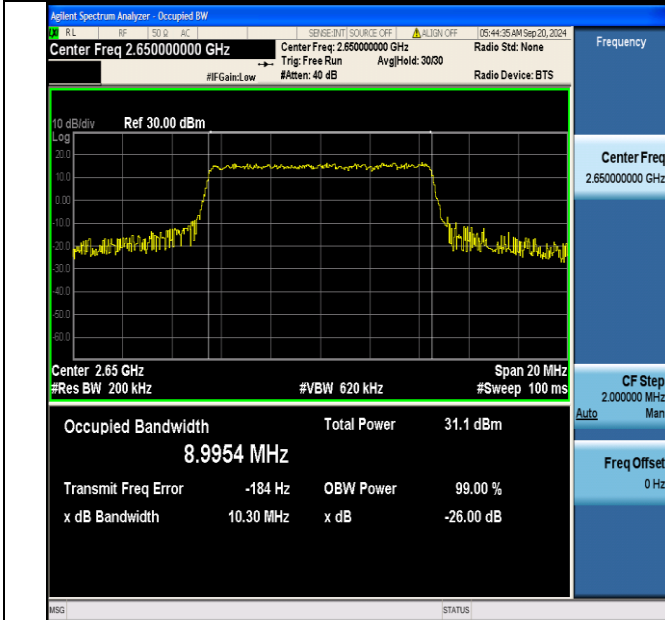 Agilent Spectrum Analyzer - Occupied BW
RL RF 50 Ω AC SENSE:INT SOURCE OFF ALIGN OFF 05:44:35 AM Sep 20, 2024
Center Freq 2.650000000 GHz
Center Freq: 2.650000000 GHz
Radio Std: None
Trig: Free Run Avg|Hold: 30/30
#IFGain:Low
#Atten: 40 dB
Radio Device: BTS
Frequency
10 dB/div Ref 30.00 dBm
Log
20.0
10.0
0.00
-10.0
-20.0
-30.0
-50.0
-60.0
Center 2.65 GHz
Span 20 MHz
#Res BW 200 kHz
#VBW 620 kHz
#Sweep 100 ms
Center Freq
2.650000000 GHz
CF Step
2.000000 MHz
Auto Man
Freq Offset
0 Hz
Occupied Bandwidth
8.9954 MHz
Total Power 31.1 dBm
Transmit Freq Error -184 Hz
OBW Power 99.00 %
x dB Bandwidth 10.30 MHz
x dB -26.00 dB
MSG
STATUS